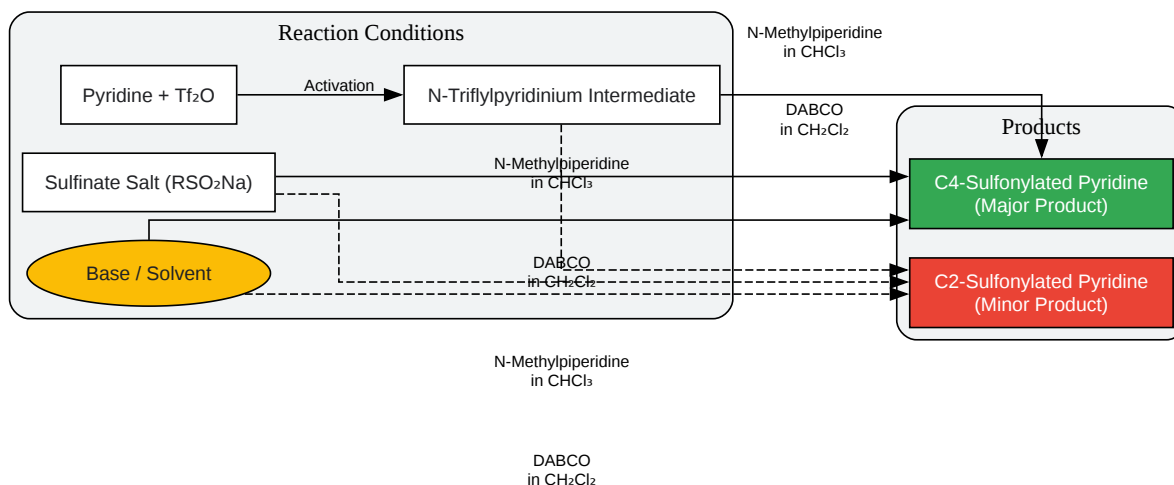 Reaction Conditions
N-Methylpiperidine
in CHCl₃
Pyridine + Tf₂O
Activation
N-Triflylpyridinium Intermediate
DABCO
in CH₂Cl₂
Products
Sulfinate Salt (RSO₂Na)
N-Methylpiperidine
in CHCl₃
C4-Sulfonylated Pyridine
(Major Product)
Base / Solvent
DABCO
in CH₂Cl₂
C2-Sulfonylated Pyridine
(Minor Product)
N-Methylpiperidine
in CHCl₃
DABCO
in CH₂Cl₂